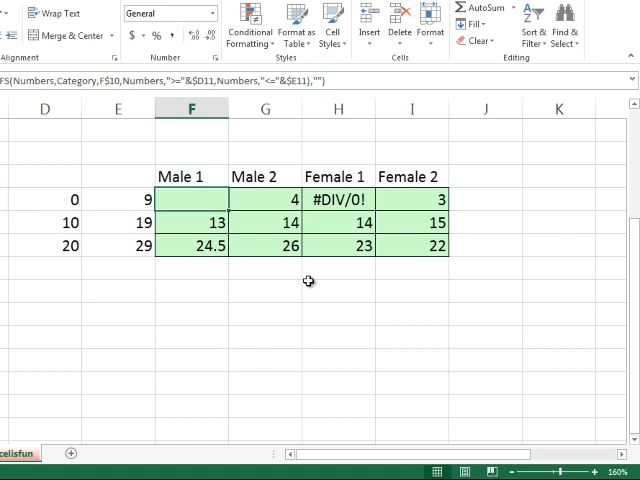 Wrap Text
General
Merge & Center
$ % ,
Conditional Formatting
Format as Table
Cell Styles
Insert
Delete
Format
AutoSum
Fill
Clear
Sort & Filter
Find & Select
Alignment
Number
Styles
Cells
Editing
FS(Numbers,Category,F$10,Numbers,">="&$D11,Numbers,"<="&$E11),"")
D E F G H I J K
Male 1 Male 2 Female 1 Female 2
0 9 4 #DIV/0! 3
10 19 13 14 14 15
20 29 24.5 26 23 22
celisfun
160%